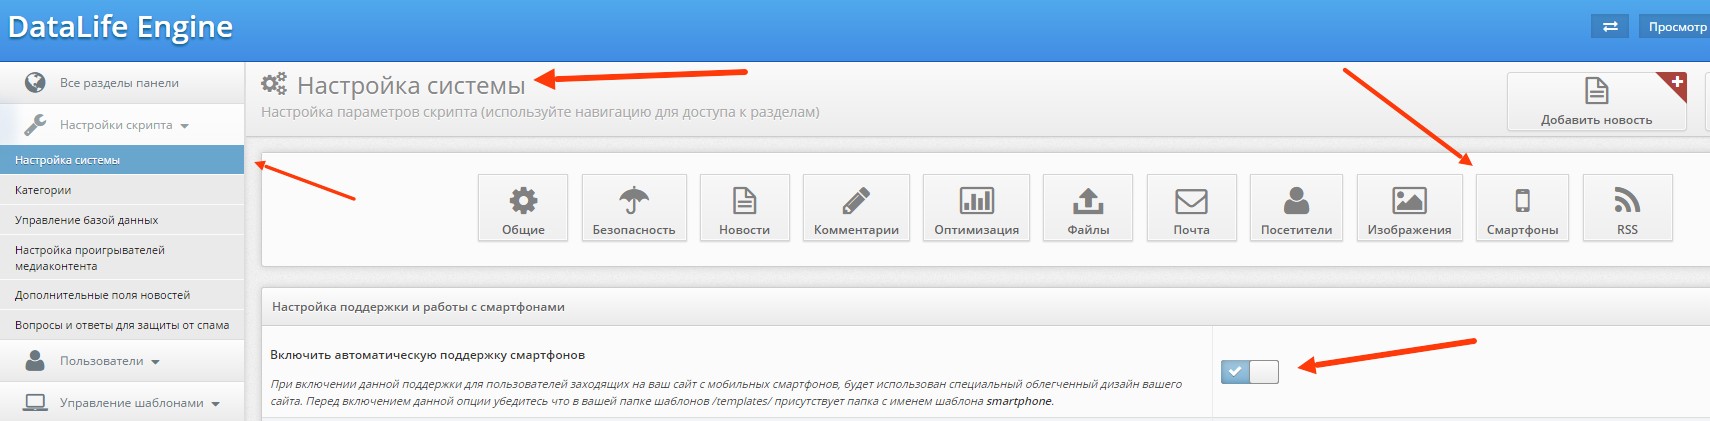 DataLife Engine
Просмотр
Все разделы панели
Настройки скрипта
Настройка системы
Категории
Управление базой данных
Настройка проигрывателей
медиаконтента
Дополнительные поля новостей
Вопросы и ответы для защиты от спама
Пользователи
Управление шаблонами
Настройка системы
Настройка параметров скрипта (используйте навигацию для доступа к разделам)
Добавить новость
Общие
Безопасность
Новости
Комментарии
Оптимизация
Файлы
Почта
Посетители
Изображения
Смартфоны
RSS
Настройка поддержки и работы с смартфонами
Включить автоматическую поддержку смартфонов
При включении данной поддержки для пользователей заходящих на ваш сайт с мобильных смартфонов, будет использован специальный облегченный дизайн вашего
сайта. Перед включением данной опции убедитесь что в вашей папке шаблонов /templates/ присутствует папка с именем шаблона smartphone.